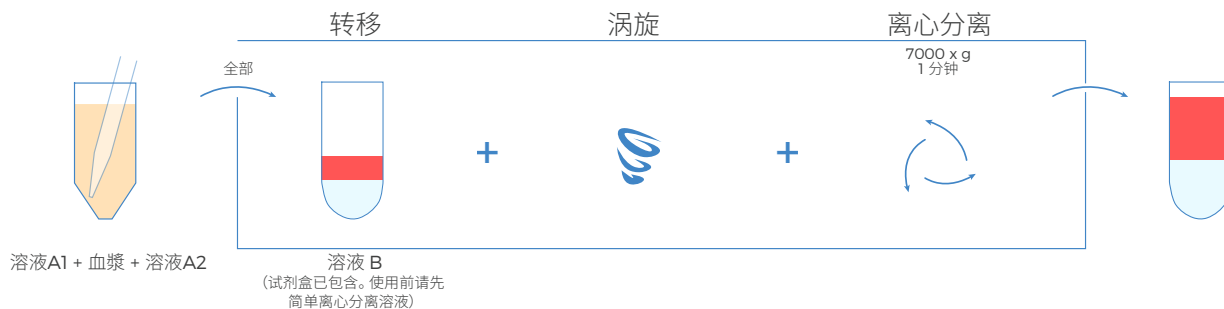 转移
涡旋
离心分离
7000 x g
1 分钟
全部
溶液A1 + 血漿 + 溶液A2
溶液 B
（试剂盒已包含。使用前请先
简单离心分离溶液）